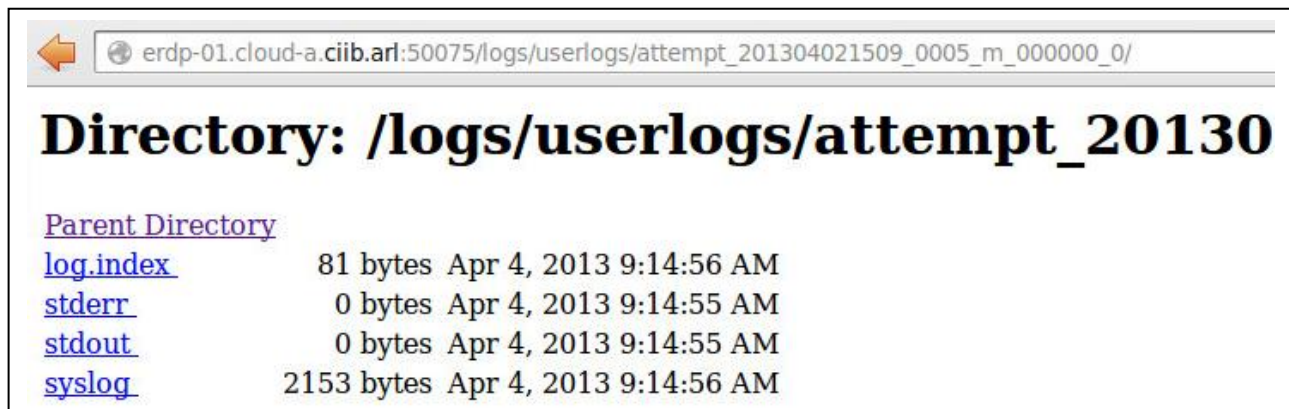 erdp-01.cloud-a.ciib.arl:50075/logs/userlogs/attempt_201304021509_0005_m_000000_0/
Directory: /logs/userlogs/attempt_20130
Parent Directory
log.index 81 bytes Apr 4, 2013 9:14:56 AM
stderr 0 bytes Apr 4, 2013 9:14:55 AM
stdout 0 bytes Apr 4, 2013 9:14:55 AM
syslog 2153 bytes Apr 4, 2013 9:14:56 AM